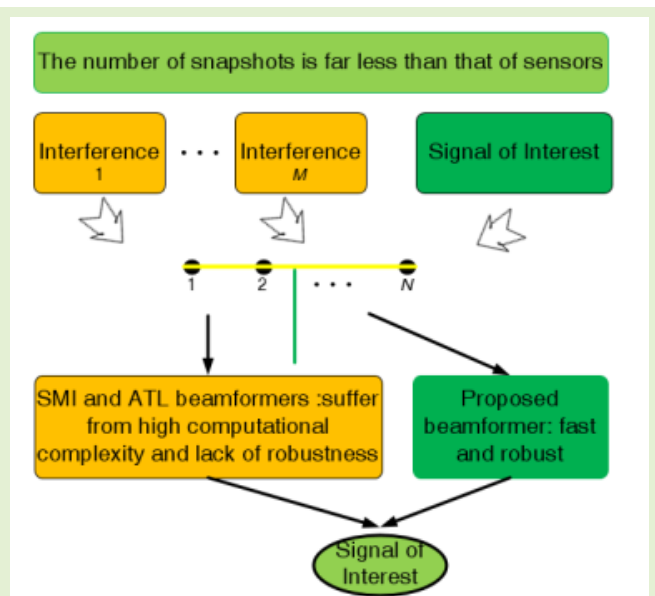 The number of snapshots is far less than that of sensors
Interference
1
• • •
Interference
M
Signal of Interest
1
2
• • •
N
SMI and ATL beamformers :suffer
from high computational
complexity and lack of robustness
Proposed
beamformer: fast
and robust
Signal of
Interest